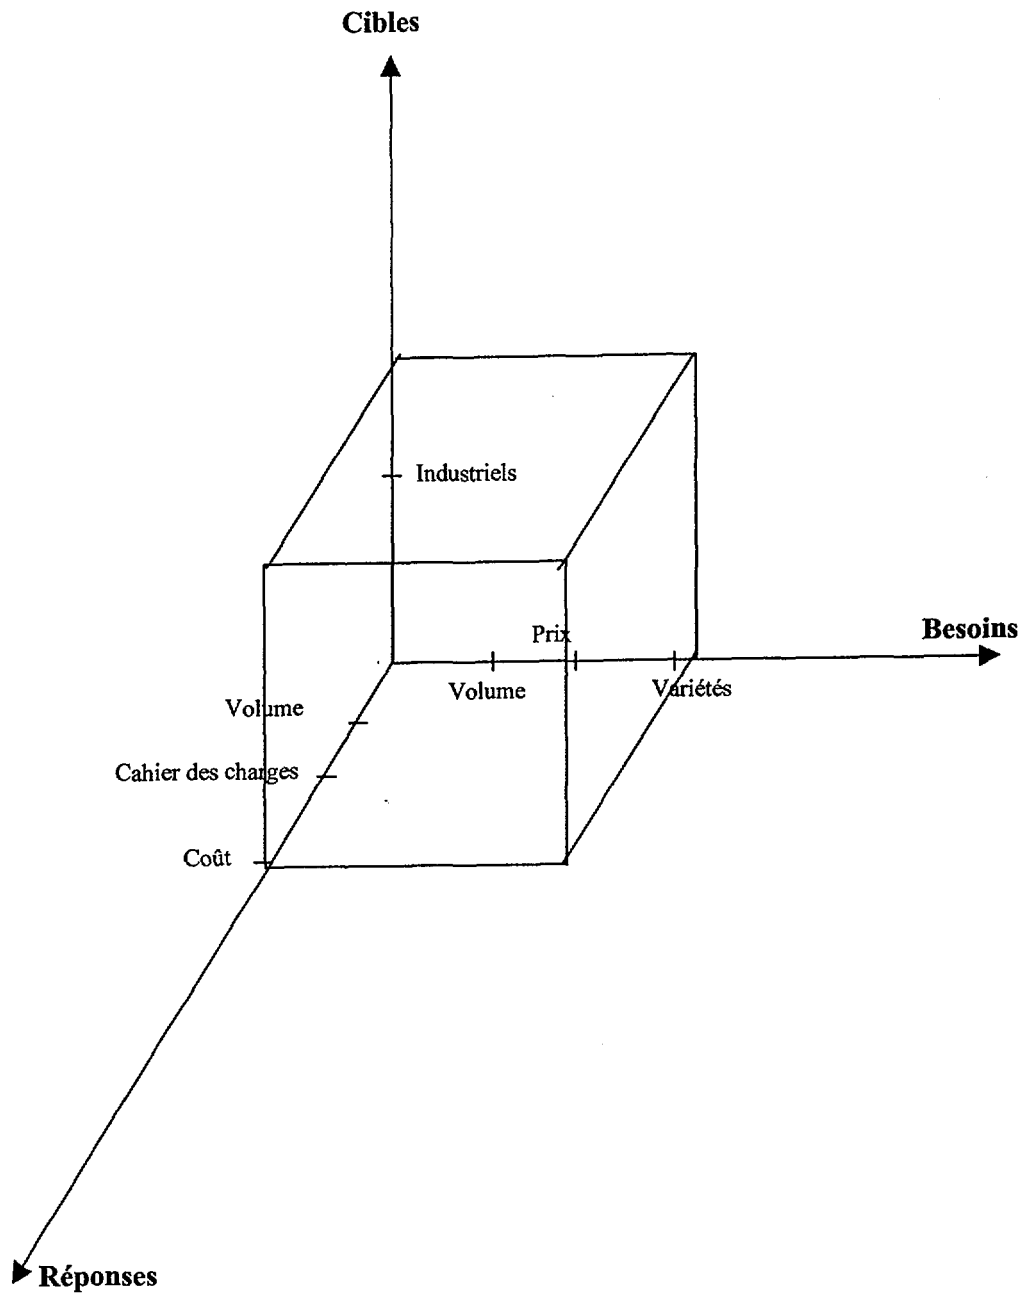 Cibles
Industriels
Besoins
Prix
Volume
Variétés
Volume
Cahier des charges
Coût
Réponses